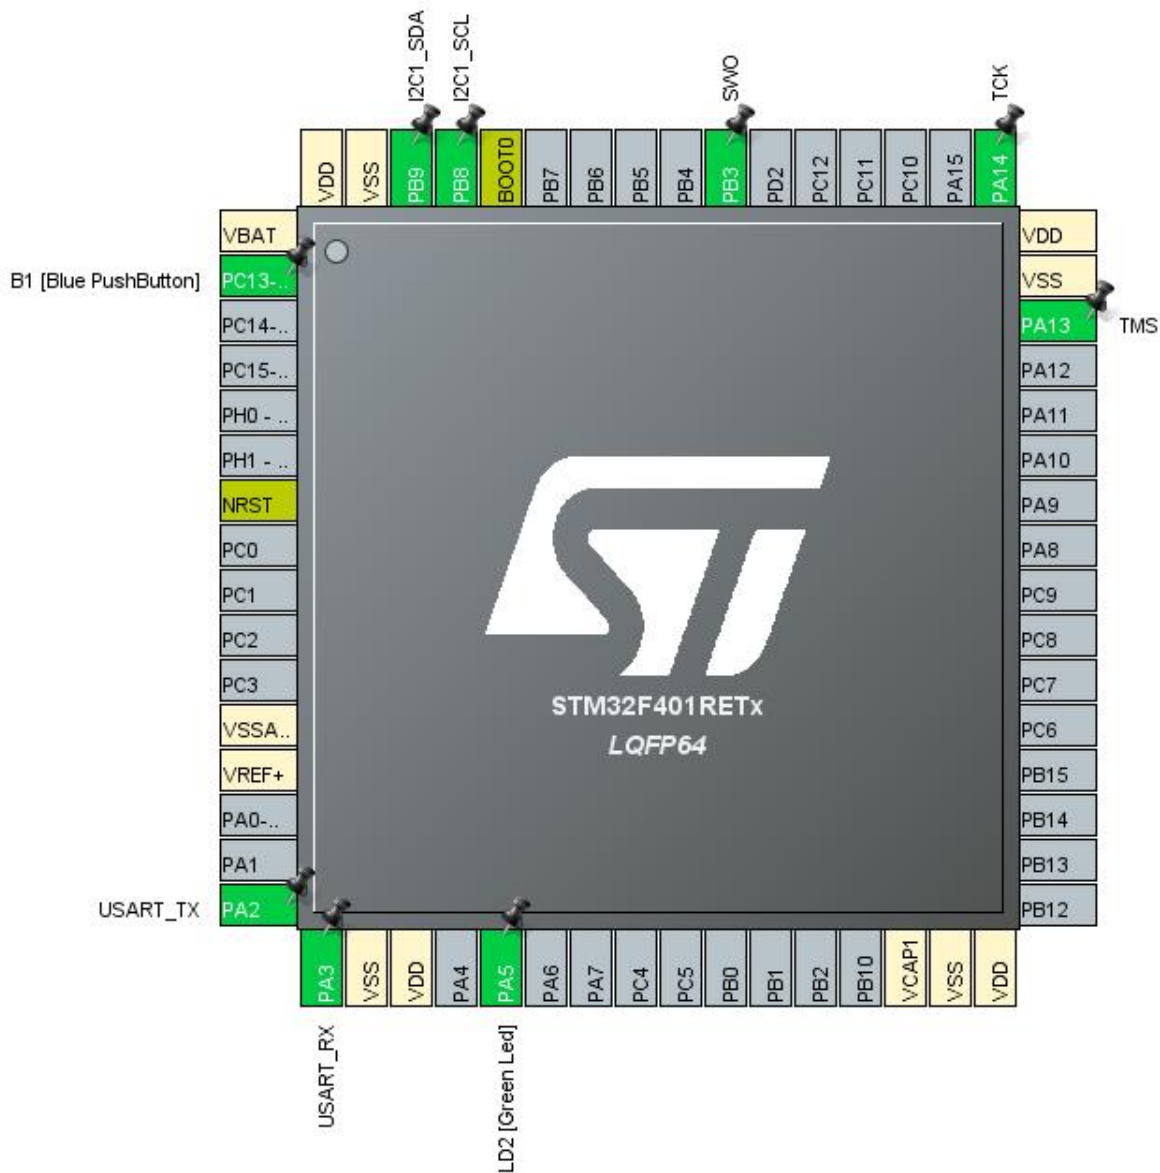 I2C1_SDA
I2C1_SCL
SWO
TCK
VDD
VSS
PB9
PB8
BOOT0
PB7
PB6
PB5
PB4
PB3
PD2
PC12
PC11
PC10
PA15
PA14
VBAT
B1 [Blue PushButton]
PC13-..
PC14-..
PC15-..
PH0 - ..
PH1 - ..
NRST
PC0
PC1
PC2
PC3
VSSA..
VREF+
PA0-..
PA1
USART_TX
PA2
VDD
VSS
PA13
TMS
PA12
PA11
PA10
PA9
PA8
PC9
PC8
PC7
PC6
PB15
PB14
PB13
PB12
ST
STM32F401RETx
LQFP64
PA3
VSS
VDD
PA4
PA5
PA6
PA7
PC4
PC5
PB0
PB1
PB2
PB10
VCAP1
VSS
VDD
USART_RX
LD2 [Green Led]